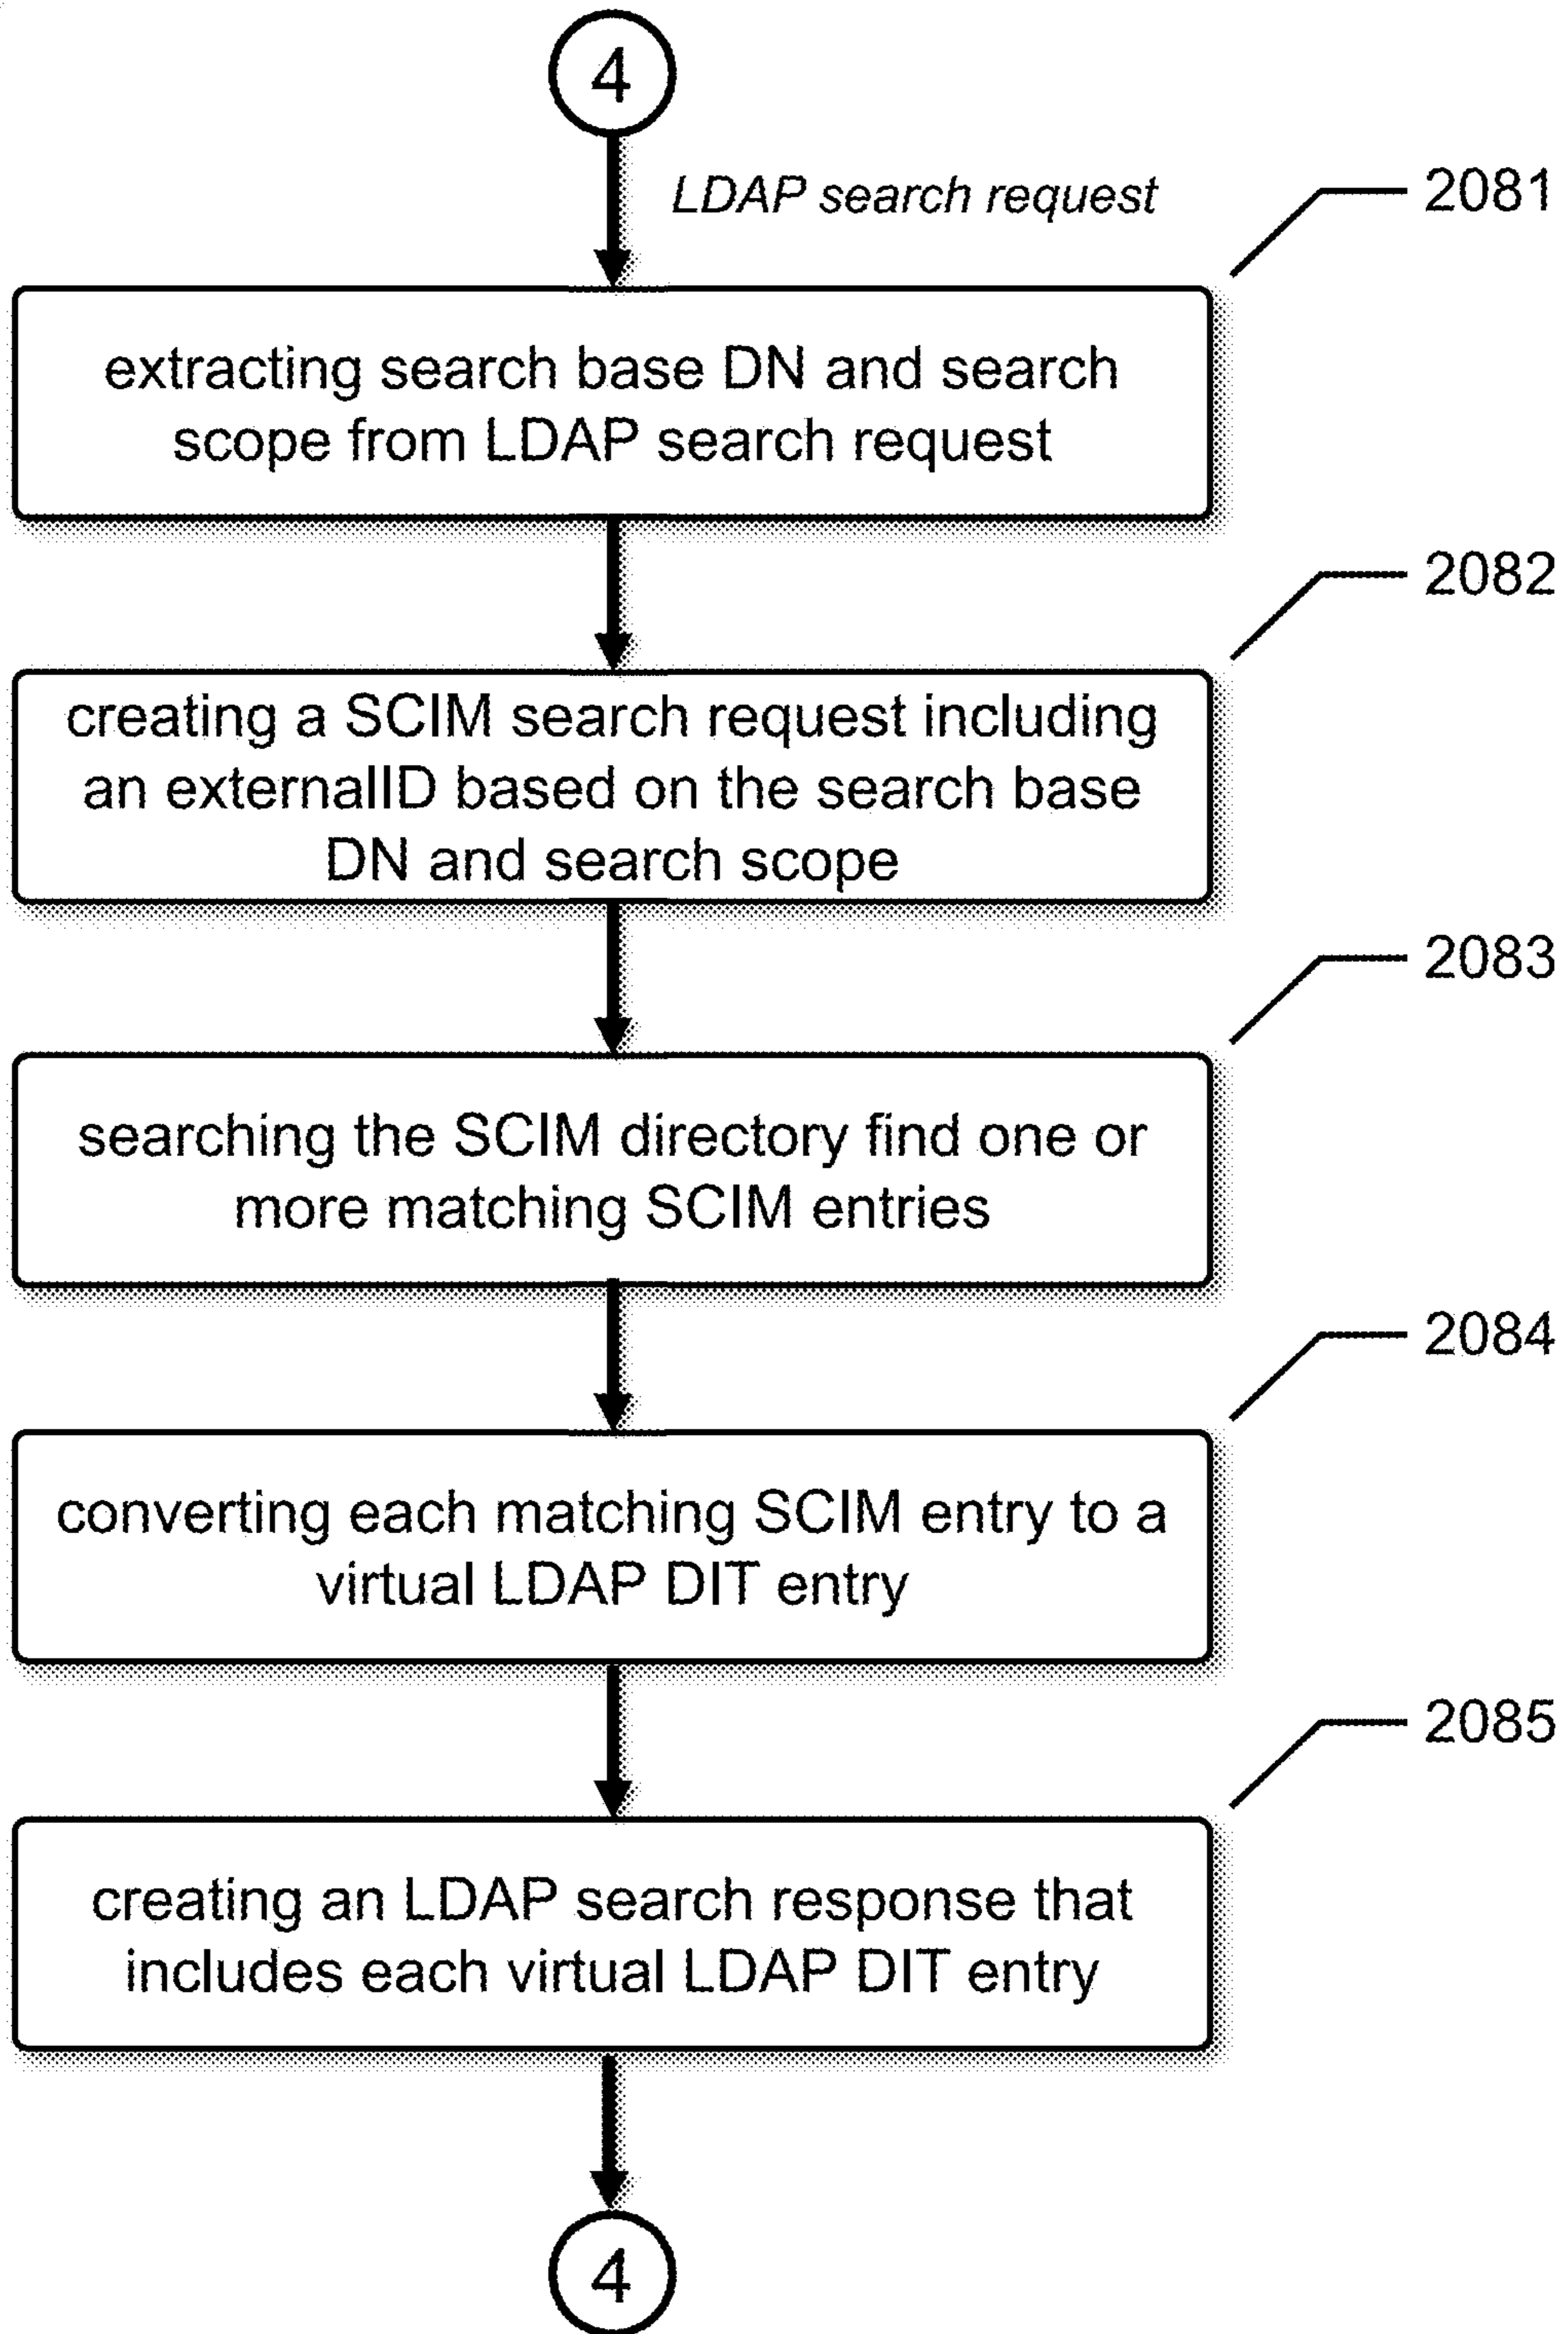 4
LDAP search request
2081
extracting search base DN and search
scope from LDAP search request
2082
creating a SCIM search request including
an externalID based on the search base
DN and search scope
2083
searching the SCIM directory find one or
more matching SCIM entries
2084
converting each matching SCIM entry to a
virtual LDAP DIT entry
2085
creating an LDAP search response that
includes each virtual LDAP DIT entry
4